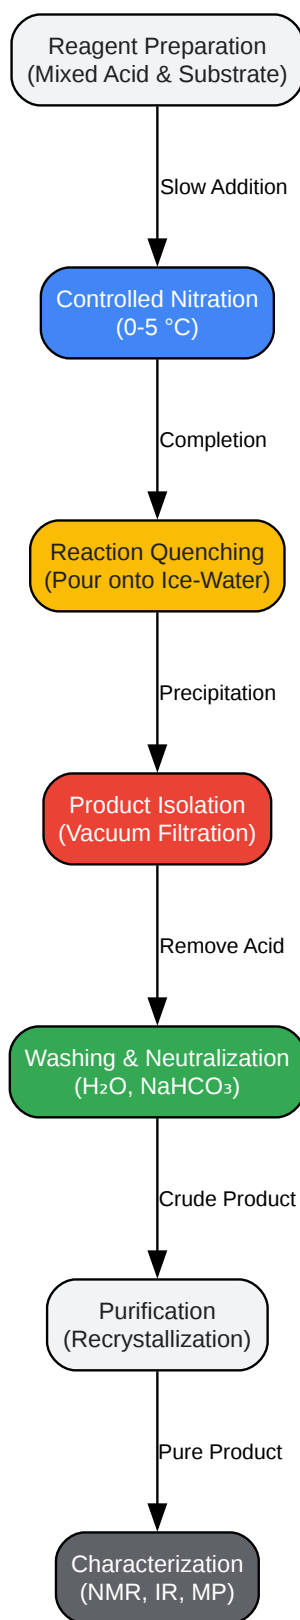 Reagent Preparation
(Mixed Acid & Substrate)
Slow Addition
Controlled Nitration
(0-5 °C)
Completion
Reaction Quenching
(Pour onto Ice-Water)
Precipitation
Product Isolation
(Vacuum Filtration)
Remove Acid
Washing & Neutralization
(H₂O, NaHCO₃)
Crude Product
Purification
(Recrystallization)
Pure Product
Characterization
(NMR, IR, MP)